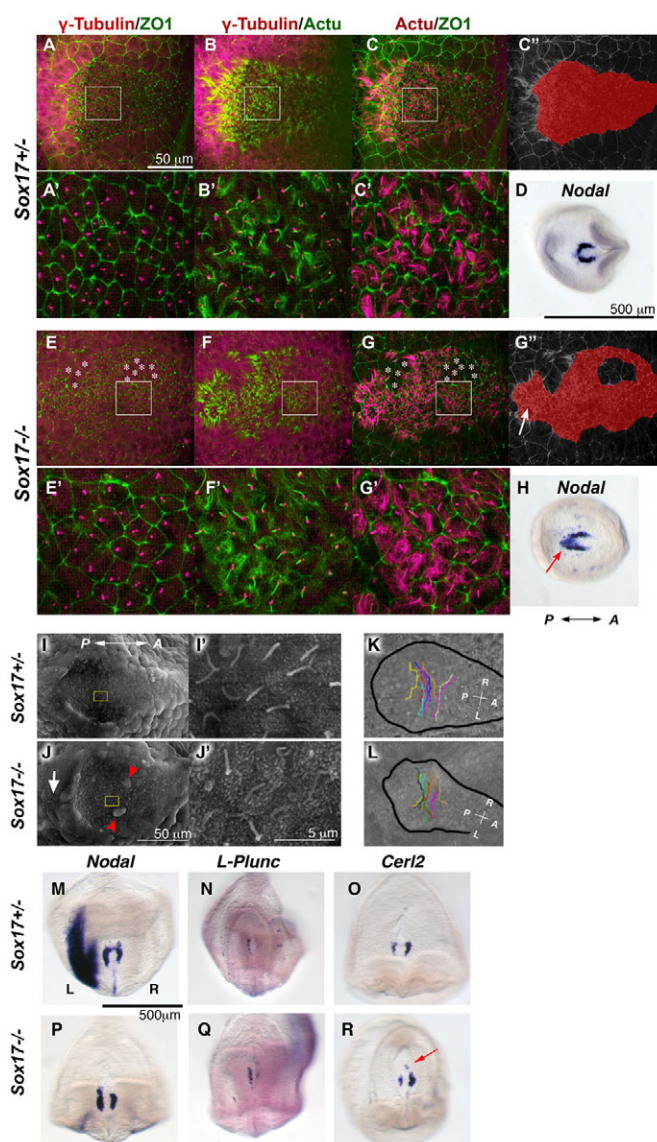 γ-Tubulin/ZO1 γ-Tubulin/Actu Actu/ZO1
A B C C''
50 μm
Sox17+/-
A' B' C' D Nodal
500 μm
E F G G''
Sox17-/-
E' F' G' H Nodal
P A
Sox17+/-
I P A I' K R P A L
Sox17-/-
J J' L R P A L
50 μm 5 μm
Nodal L-Plunc Cerl2
Sox17+/-
M N O
L R
500μm
Sox17-/-
P Q R